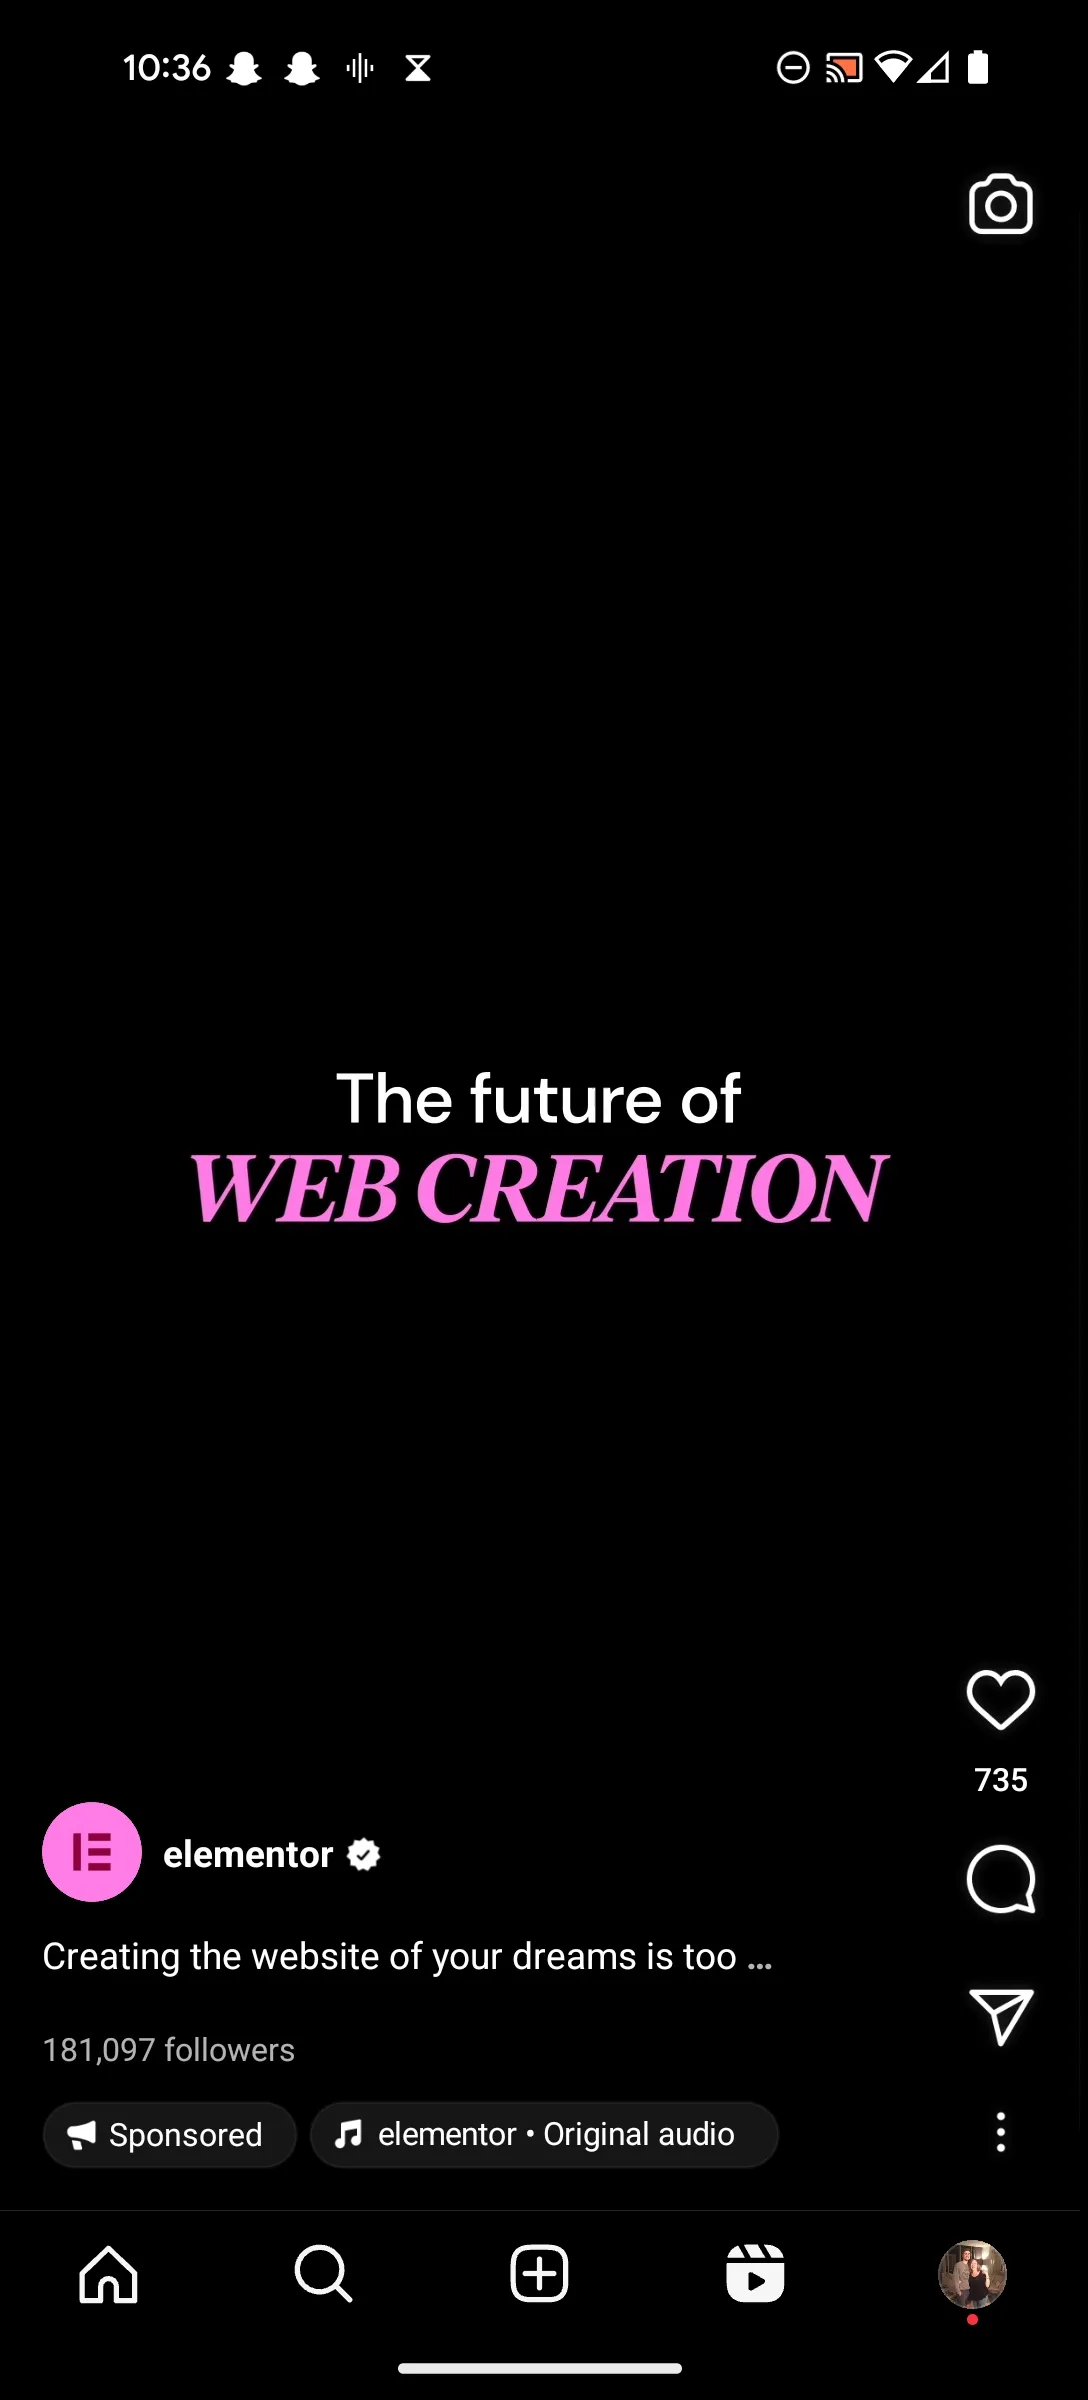 10:36
The future of
WEB CREATION
735
elementor
Creating the website of your dreams is too ...
181,097 followers
Sponsored
elementor • Original audio